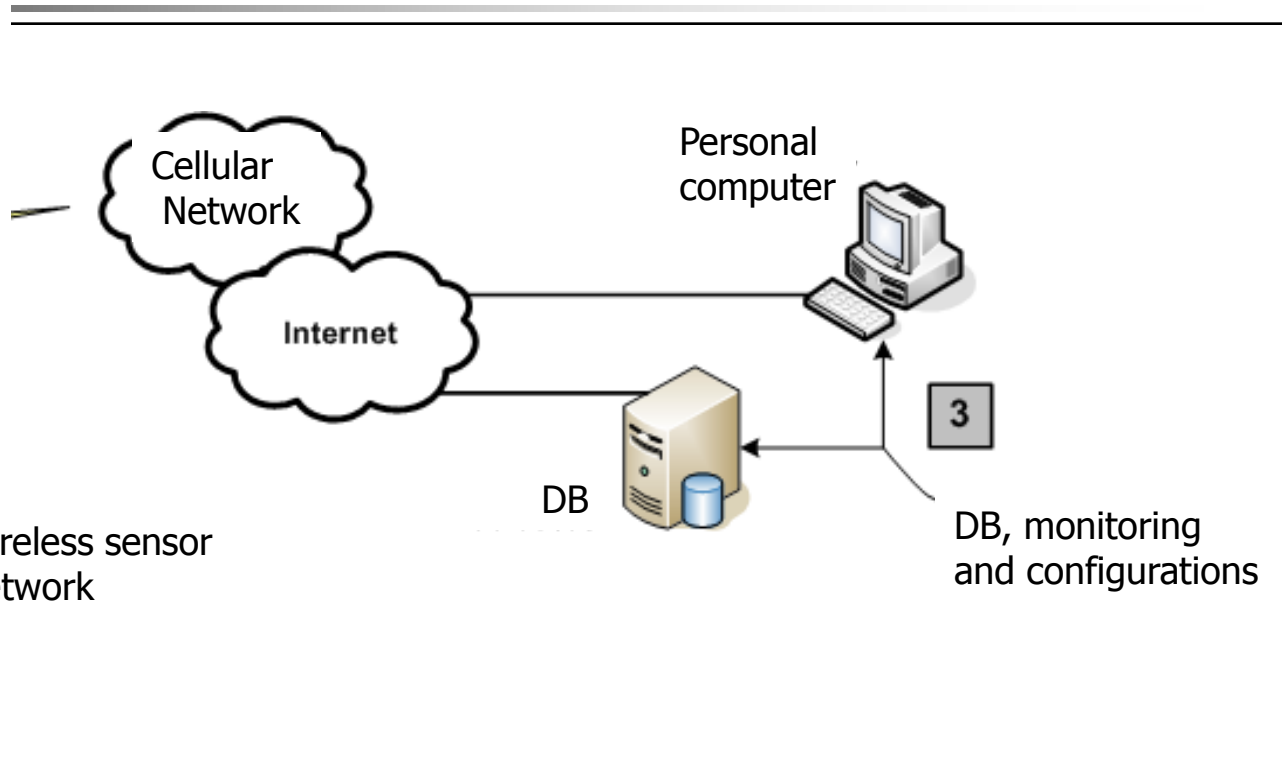 Cellular
Network
Personal
computer
Internet
3
DB
reless sensor
twork
DB, monitoring
and configurations